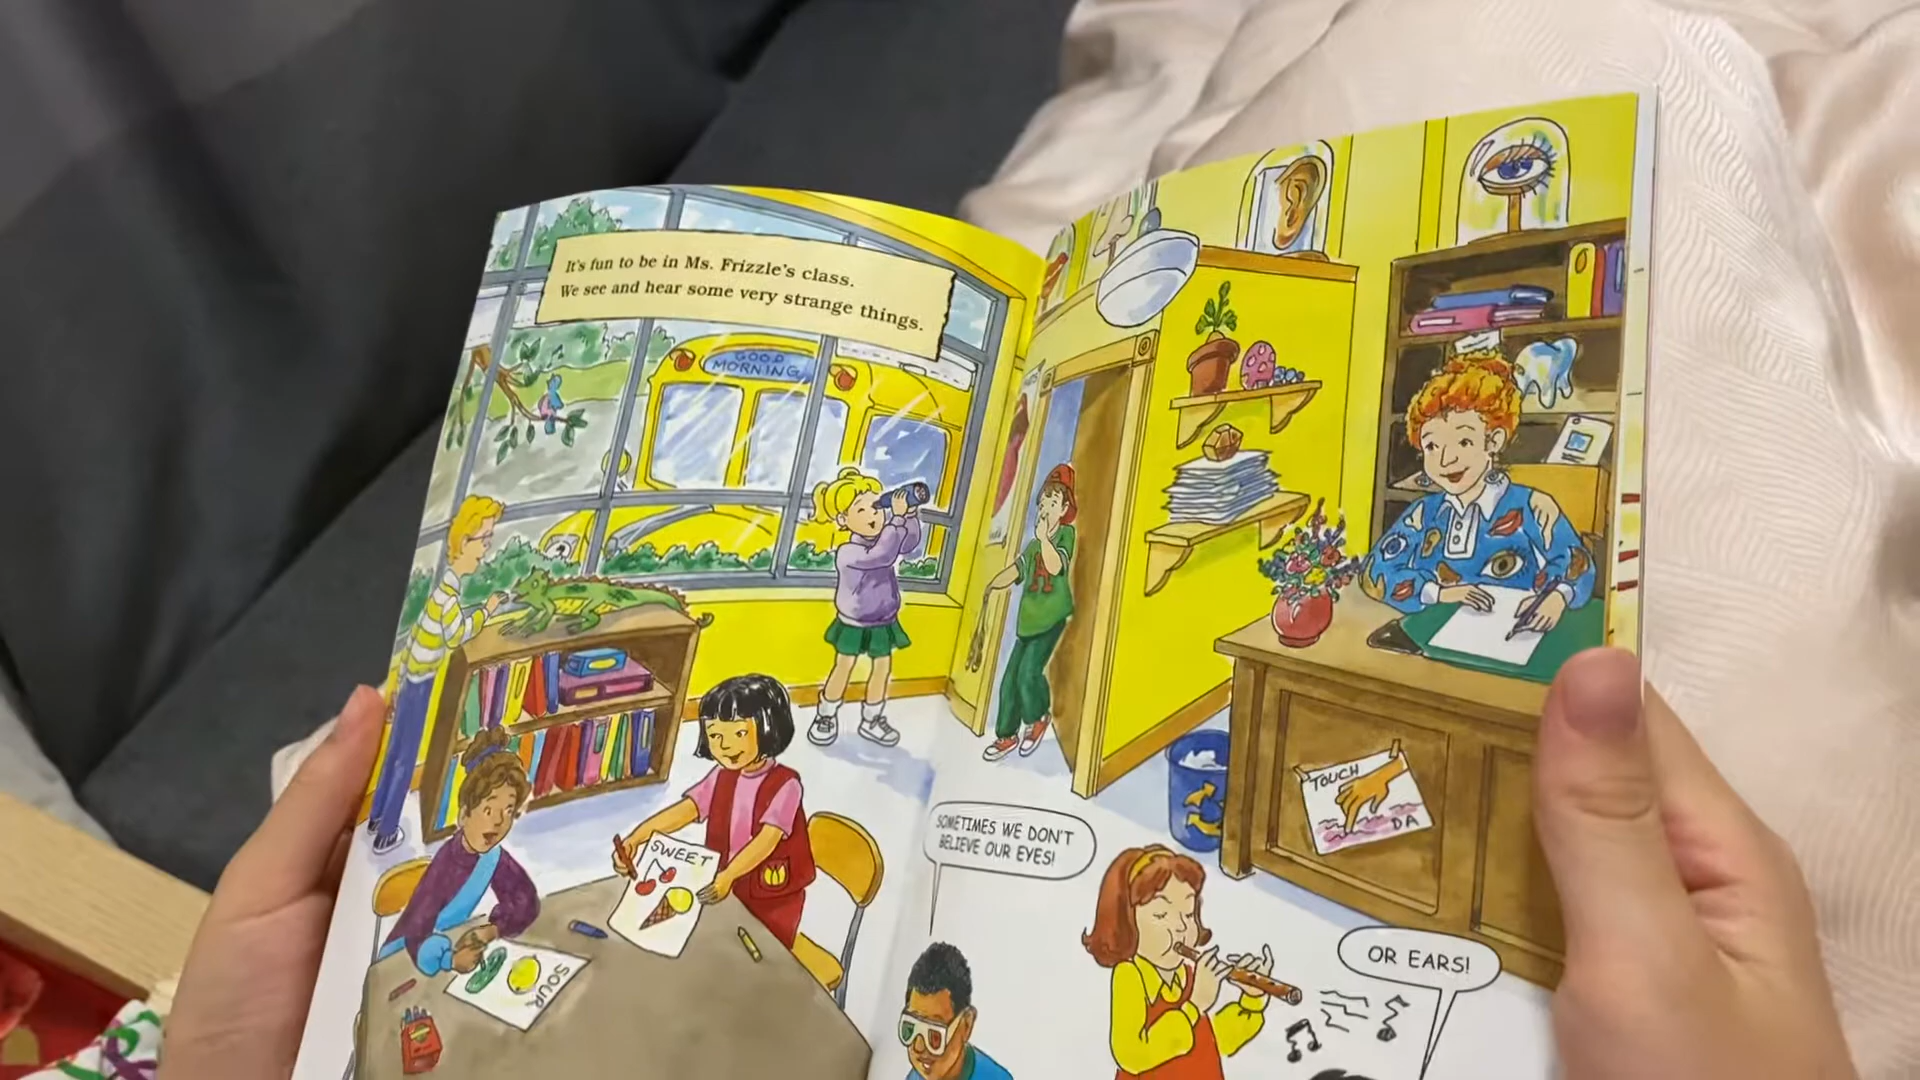 It's fun to be in Ms. Frizzle's class.
We see and hear some very strange things.
GOOD
MORNING
SWEET
SOUR
SOMETIMES WE DON'T
BELIEVE OUR EYES!
TOUCH
DA
OR EARS!